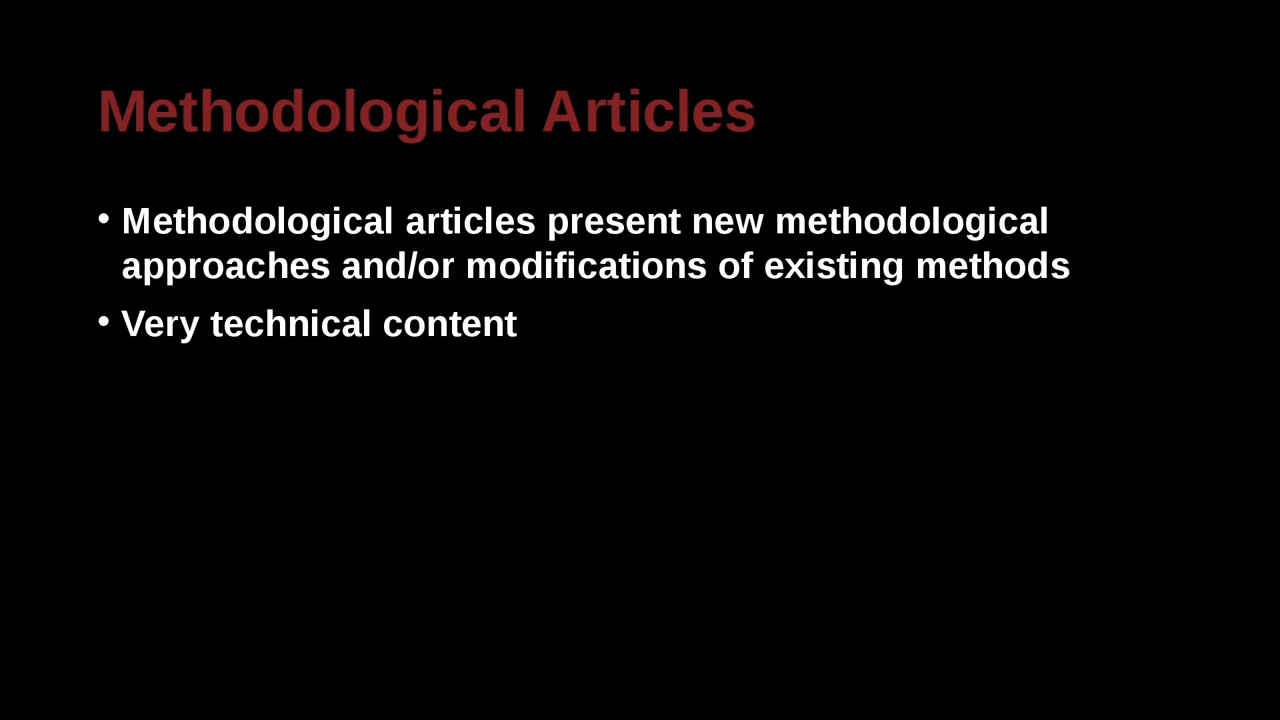 Methodological Articles
• Methodological articles present new methodological
approaches and/or modifications of existing methods
• Very technical content